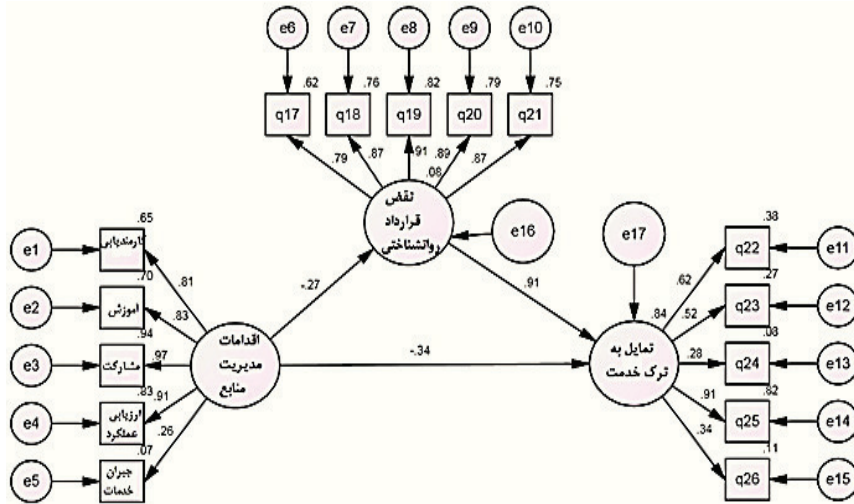 e6 e7 e8 e9 e10
.62 .76 .82 .79 .75
q17 q18 q19 q20 q21
.79 .87 .91 .89 .87
.08
نقض
قرارداد
روانشناختی
e16
e17
.65
e1 کارمندیابی
.81
.70
e2 آموزش
.83
.94
e3 مشارکت
.97
.83
e4 ارزیابی
عملکرد
.91
.07
e5 جبران
خدمات
.26
اقدامات
مدیریت
منابع
-.27
.91
-.34
.84
تمایل به
ترک خدمت
.38
q22 e11
.62
.27
q23 e12
.52
.08
q24 e13
.28
.82
q25 e14
.91
.11
q26 e15
.34